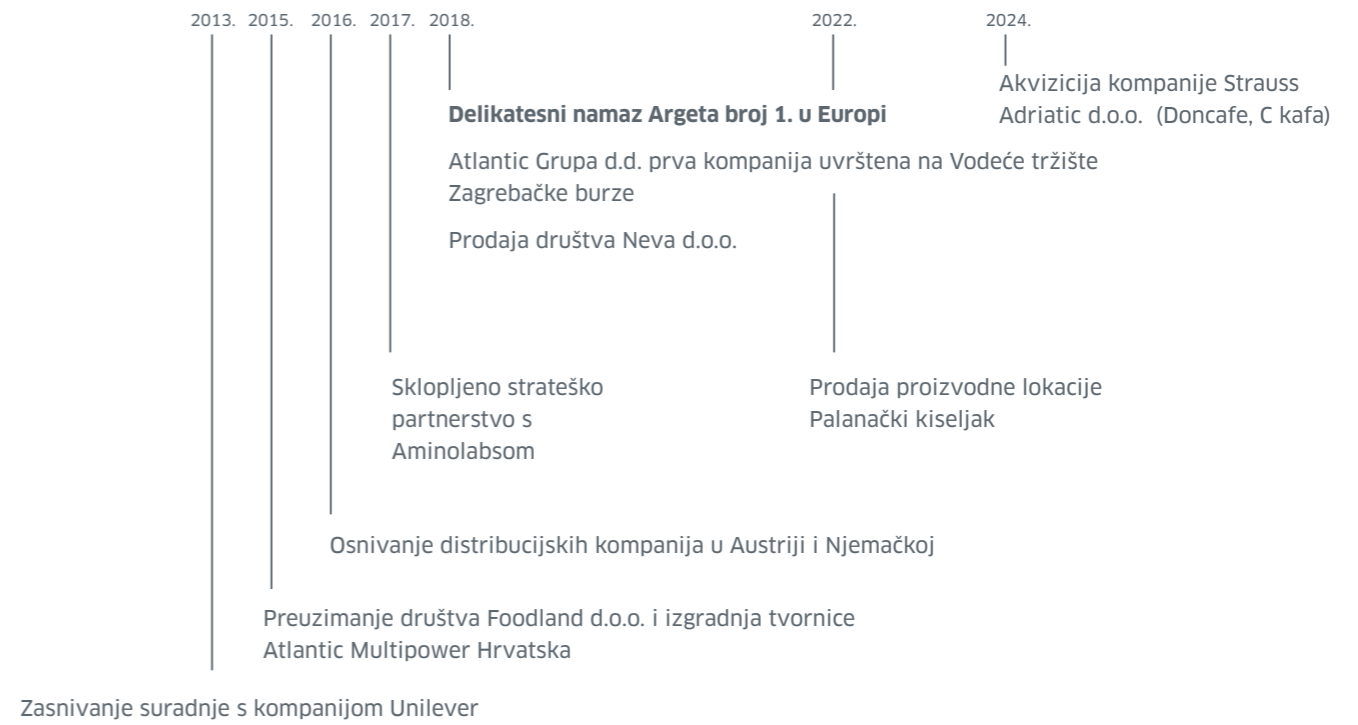 2013. 2015. 2016. 2017. 2018. 2022. 2024.
Akvizicija kompanije Strauss
Adriatic d.o.o. (Doncafe, C kafa)
Delikatesni namaz Argeta broj 1. u Europi
Atlantic Grupa d.d. prva kompanija uvrštena na Vodeće tržište
Zagrebačke burze
Prodaja društva Neva d.o.o.
Sklopljeno strateško
partnerstvo s
Aminolabsom
Prodaja proizvodne lokacije
Palanački kiseljak
Osnivanje distribucijskih kompanija u Austriji i Njemačkoj
Preuzimanje društva Foodland d.o.o. i izgradnja tvornice
Atlantic Multipower Hrvatska
Zasnivanje suradnje s kompanijom Unilever